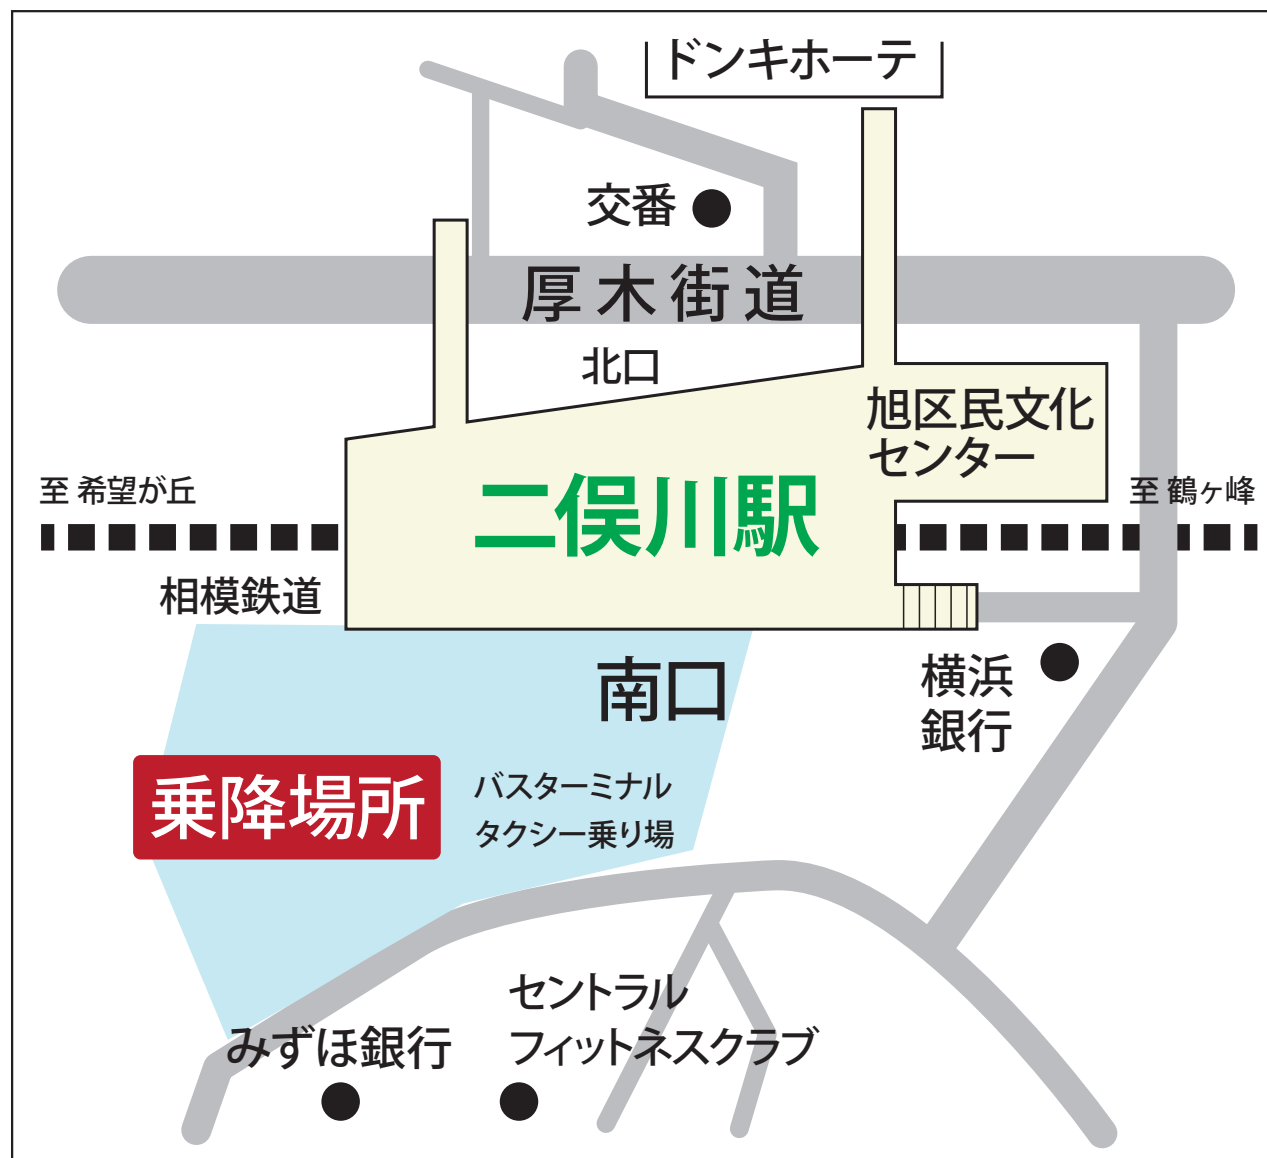 ドンキホーテ
交番
厚木街道
北口
旭区民文化
センター
至 希望が丘
二俣川駅
至 鶴ヶ峰
相模鉄道
南口
横浜
銀行
乗降場所
バスターミナル
タクシー乗り場
セントラル
フィットネスクラブ
みずほ銀行